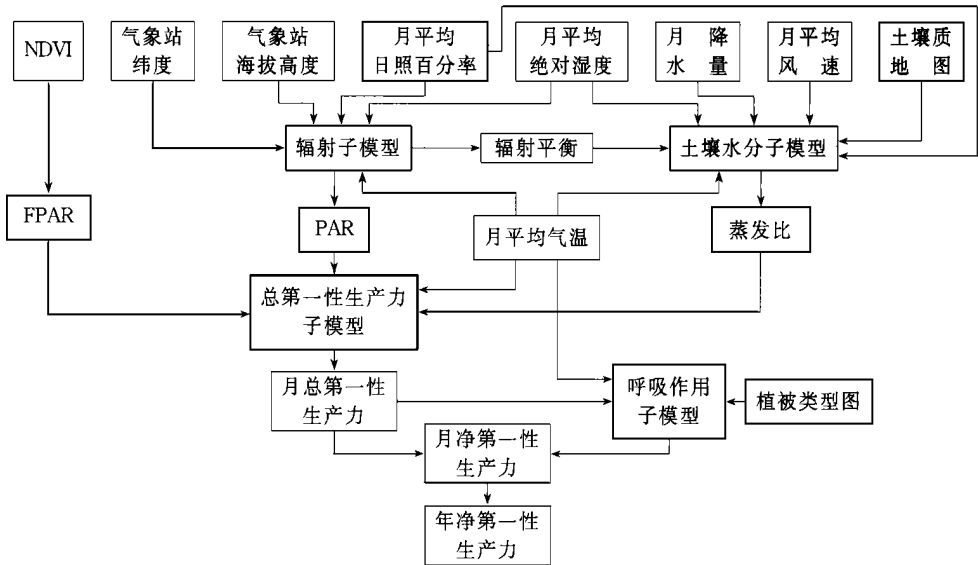 NDVI
气象站
纬度
气象站
海拔高度
月平均
日照百分率
月平均
绝对湿度
月 降
水 量
月平均
风 速
土壤质
地 图
辐射子模型
辐射平衡
土壤水分子模型
FPAR
PAR
月平均气温
蒸发比
总第一性生产力
子模型
月总第一性
生产力
呼吸作用
子模型
植被类型图
月净第一性
生产力
年净第一性
生产力